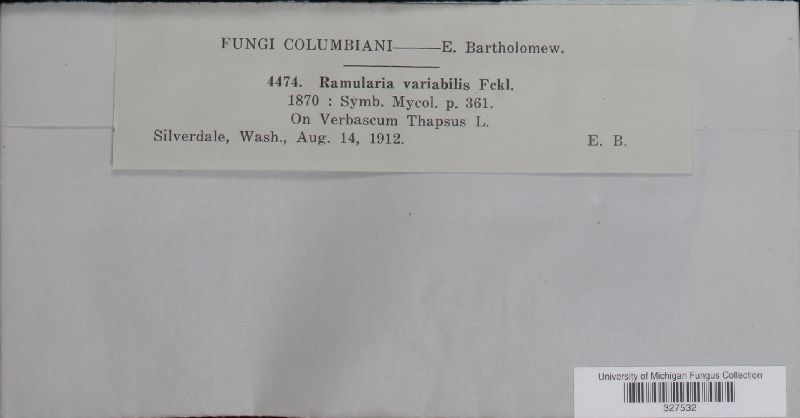 FUNGI COLUMBIANI——E. Bartholomew.
4474. Ramularia variabilis Fckl.
1870 : Symb. Mycol. p. 361.
On Verbascum Thapsus L.
Silverdale, Wash., Aug. 14, 1912. E. B.
University of Michigan Fungus Collection
327532